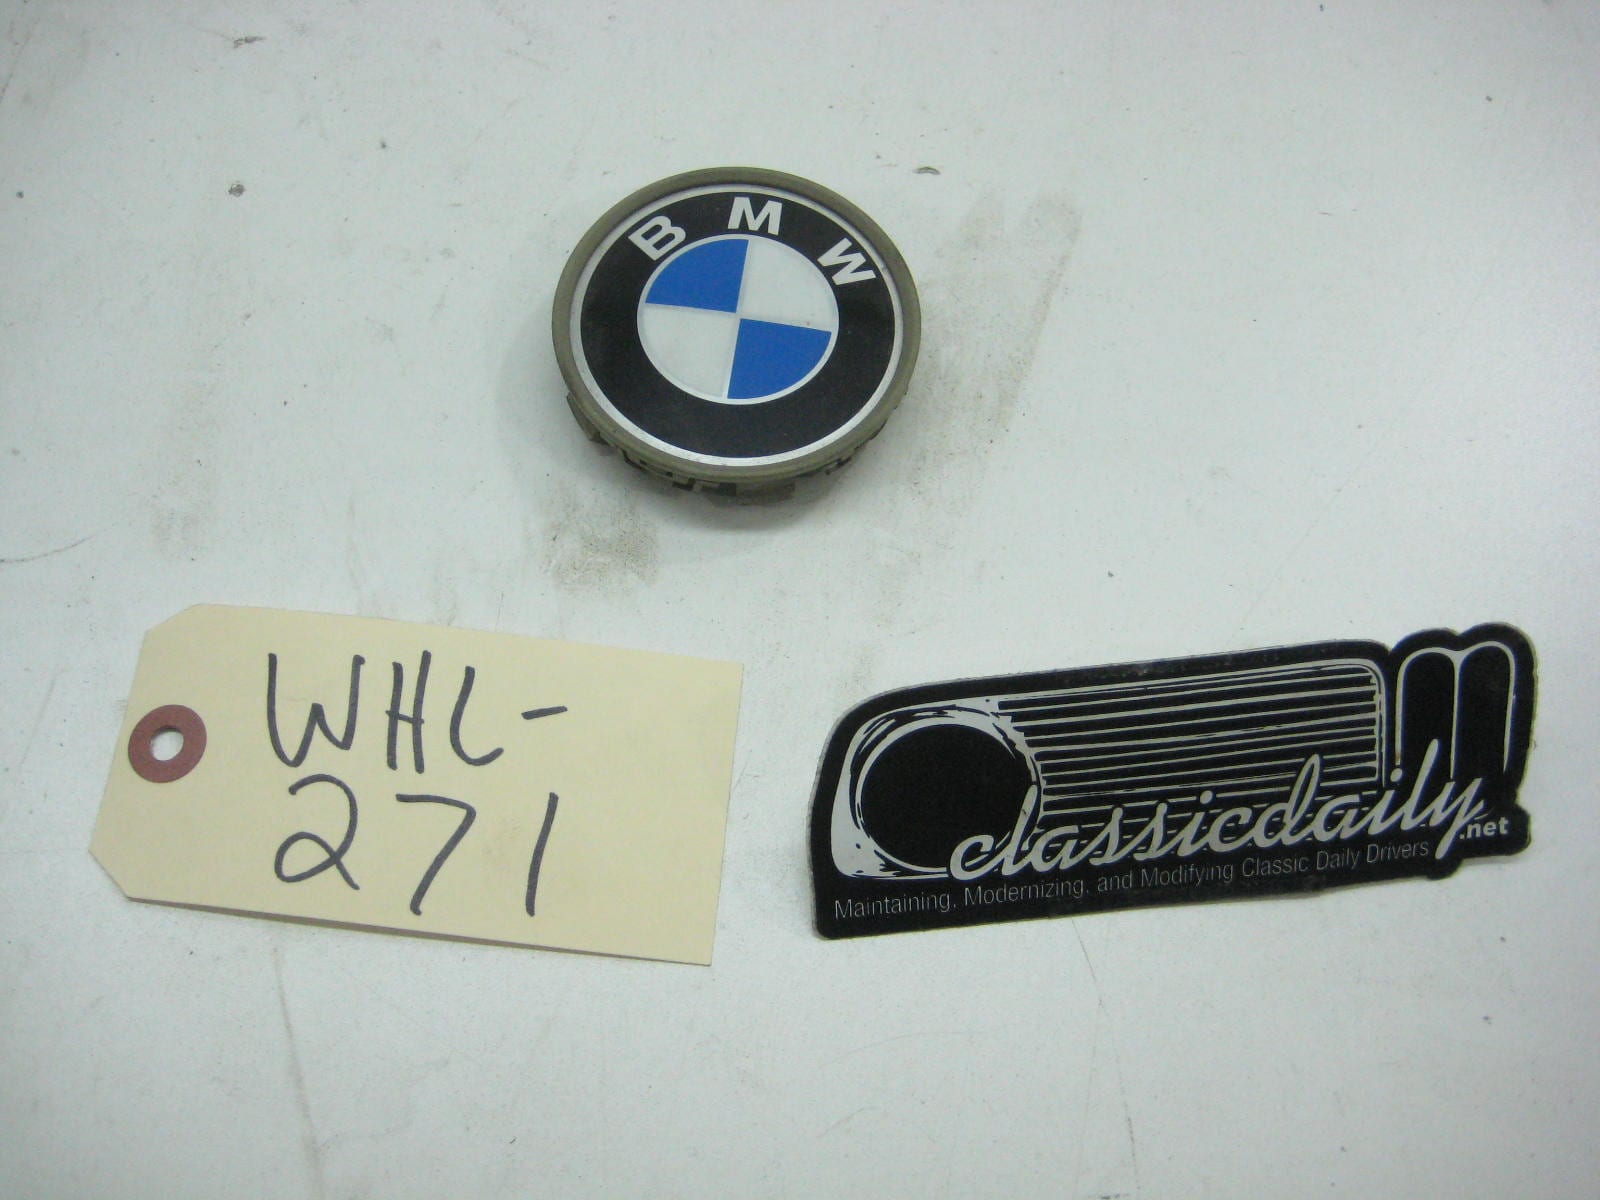 BMW
WHL-
271
classicdaily.net
Maintaining, Modernizing, and Modifying Classic Daily Drivers